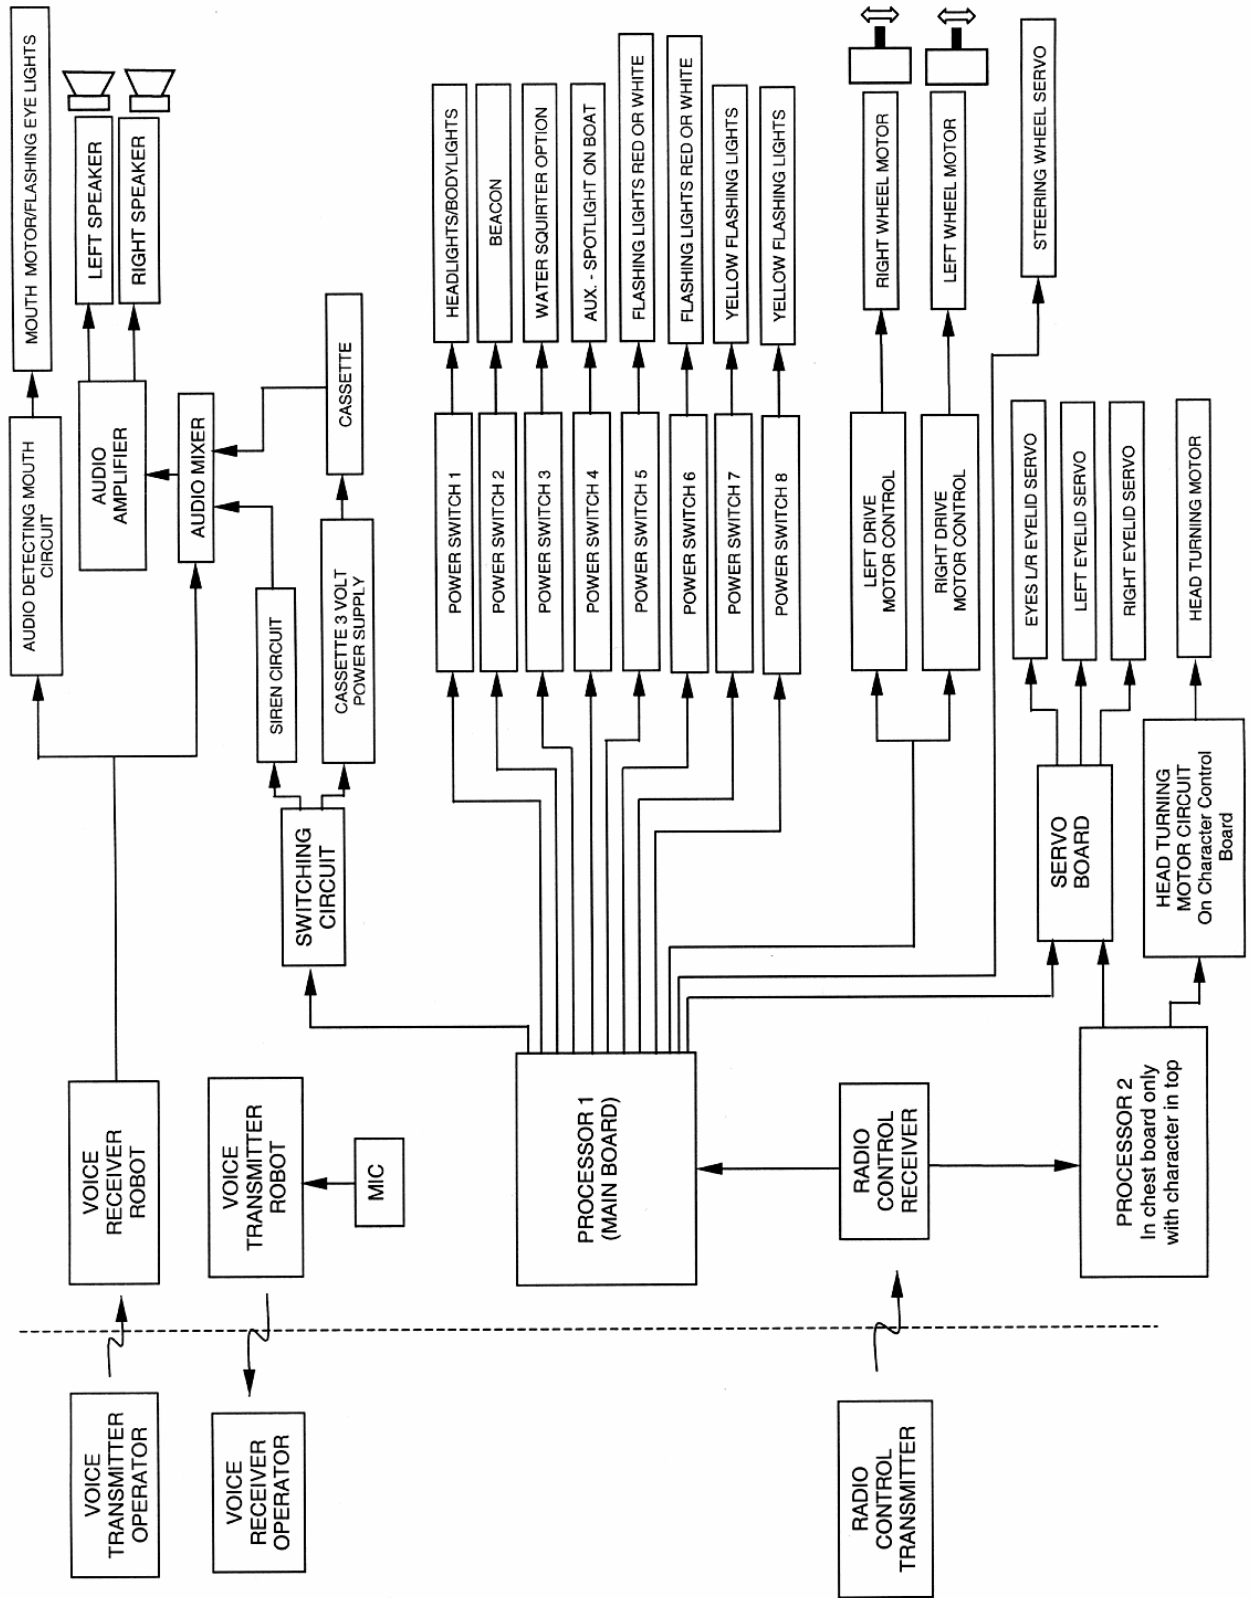 VOICE
TRANSMITTER
OPERATOR
VOICE
RECEIVER
OPERATOR
RADIO
CONTROL
TRANSMITTER
VOICE
RECEIVER
ROBOT
VOICE
TRANSMITTER
ROBOT
MIC
PROCESSOR 1
(MAIN BOARD)
RADIO
CONTROL
RECEIVER
PROCESSOR 2
In chest board only
with character in top
SWITCHING
CIRCUIT
SERVO
BOARD
HEAD TURNING
MOTOR CIRCUIT
On Character Control
Board
AUDIO DETECTING MOUTH
CIRCUIT
AUDIO
AMPLIFIER
AUDIO MIXER
SIREN CIRCUIT
CASSETTE 3 VOLT
POWER SUPPLY
CASSETTE
POWER SWITCH 1
POWER SWITCH 2
POWER SWITCH 3
POWER SWITCH 4
POWER SWITCH 5
POWER SWITCH 6
POWER SWITCH 7
POWER SWITCH 8
LEFT DRIVE
MOTOR CONTROL
RIGHT DRIVE
MOTOR CONTROL
EYES L/R EYELID SERVO
LEFT EYELID SERVO
RIGHT EYELID SERVO
HEAD TURNING MOTOR
MOUTH MOTOR/FLASHING EYE LIGHTS
LEFT SPEAKER
RIGHT SPEAKER
HEADLIGHTS/BODYLIGHTS
BEACON
WATER SQUIRTER OPTION
AUX. - SPOTLIGHT ON BOAT
FLASHING LIGHTS RED OR WHITE
FLASHING LIGHTS RED OR WHITE
YELLOW FLASHING LIGHTS
YELLOW FLASHING LIGHTS
RIGHT WHEEL MOTOR
LEFT WHEEL MOTOR
STEERING WHEEL SERVO